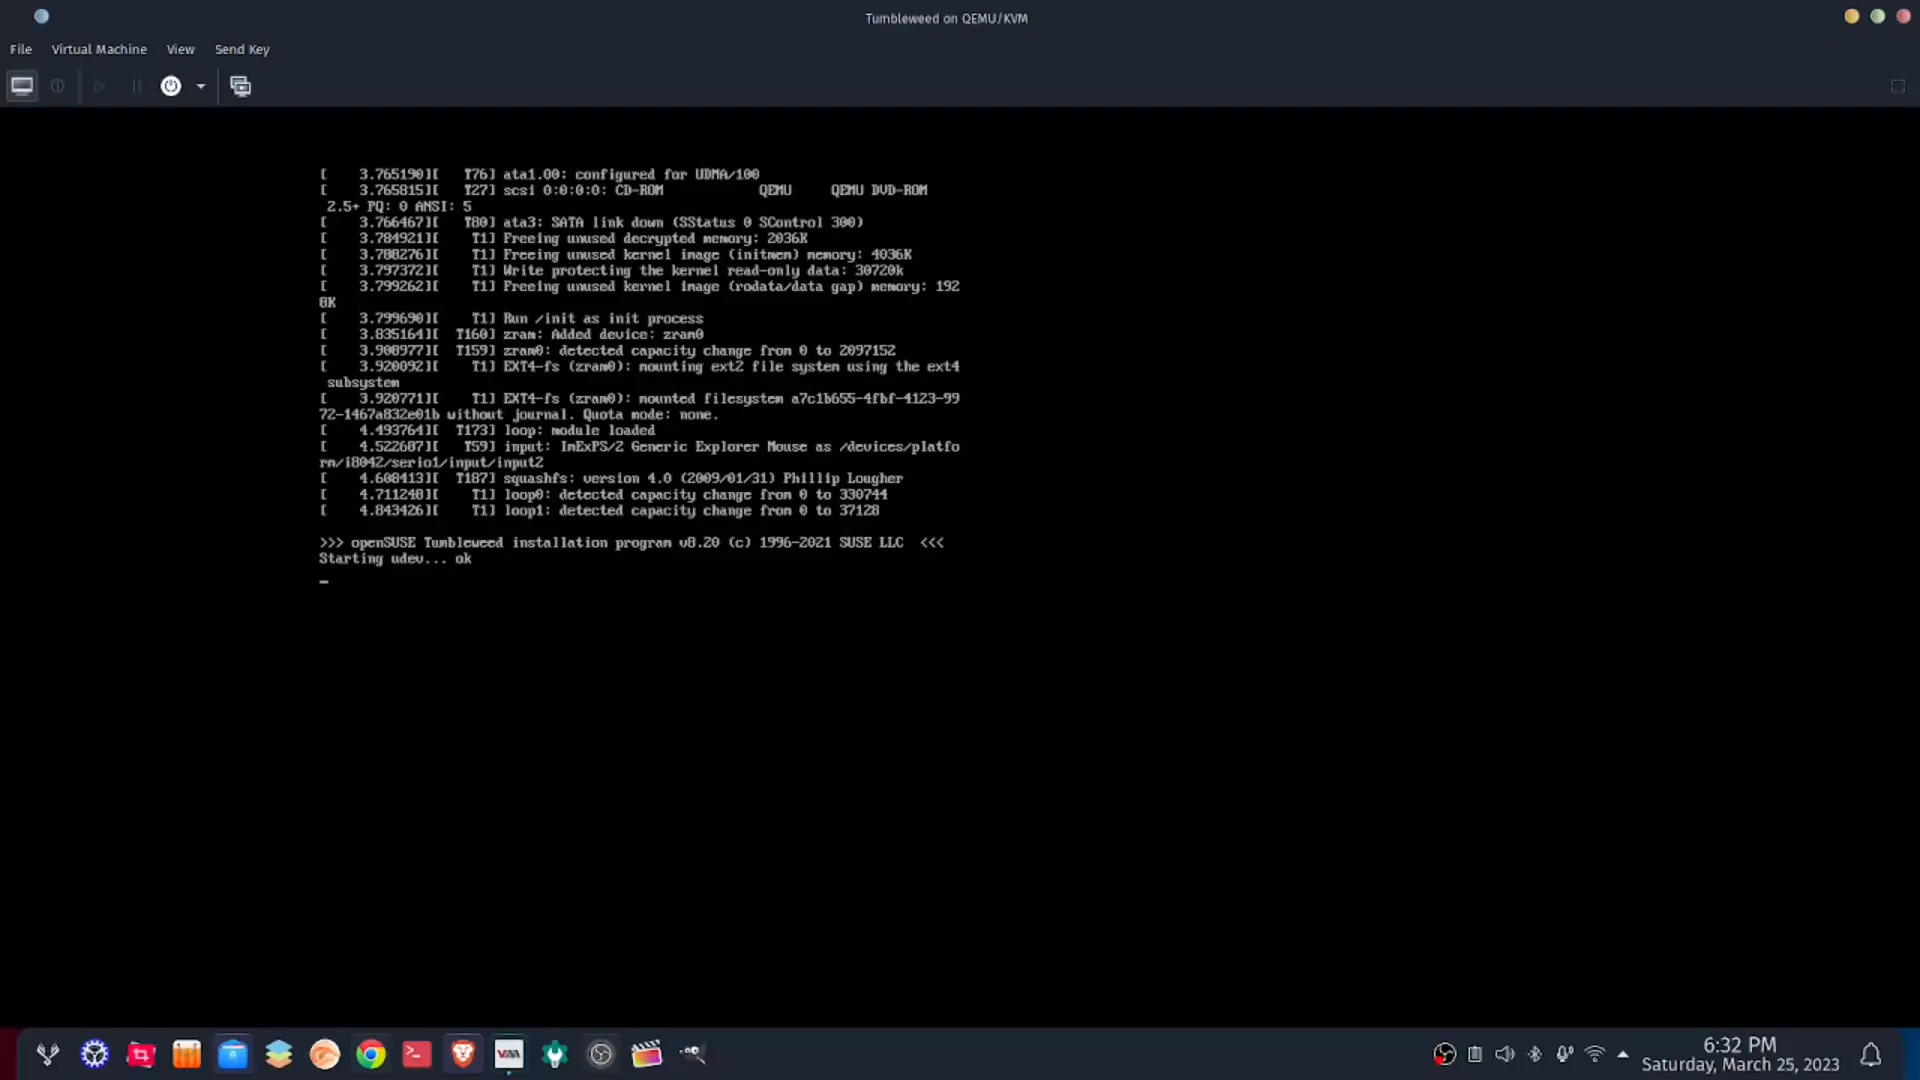 Tumbleweed on QEMU/KVM
File Virtual Machine View Send Key
[    3.765190][   T76] ata1.00: configured for UDMA/100
[    3.765815][   T27] scsi 0:0:0:0: CD-ROM            QEMU     QEMU DVD-ROM
 2.5+ PQ: 0 ANSI: 5
[    3.766467][   T80] ata3: SATA link down (SStatus 0 SControl 300)
[    3.784921][    T1] Freeing unused decrypted memory: 2036K
[    3.788276][    T1] Freeing unused kernel image (initmem) memory: 4036K
[    3.797372][    T1] Write protecting the kernel read-only data: 30720k
[    3.799262][    T1] Freeing unused kernel image (rodata/data gap) memory: 192
0K
[    3.799690][    T1] Run /init as init process
[    3.835164][  T160] zram: Added device: zram0
[    3.908977][  T159] zram0: detected capacity change from 0 to 2097152
[    3.920092][    T1] EXT4-fs (zram0): mounting ext2 file system using the ext4
 subsystem
[    3.920771][    T1] EXT4-fs (zram0): mounted filesystem a7c1b655-4fbf-4123-99
72-1467a832e01b without journal. Quota mode: none.
[    4.493764][  T173] loop: module loaded
[    4.522687][   T59] input: ImExPS/2 Generic Explorer Mouse as /devices/platfo
rm/i8042/serio1/input/input2
[    4.608413][  T187] squashfs: version 4.0 (2009/01/31) Phillip Lougher
[    4.711248][    T1] loop0: detected capacity change from 0 to 330744
[    4.843426][    T1] loop1: detected capacity change from 0 to 37128
>>> openSUSE Tumbleweed installation program v8.20 (c) 1996-2021 SUSE LLC  <<<
Starting udev... ok
6:32 PM
Saturday, March 25, 2023